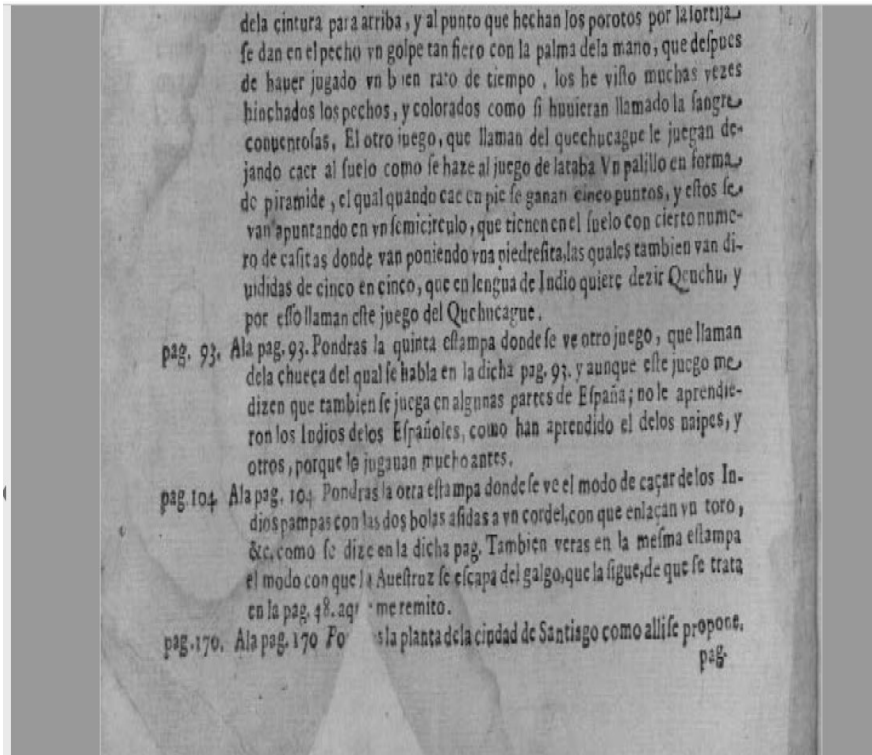 dela cintura para arriba, y al punto que hechan los porotos por la sortija
ſe dan en el pecho vn golpe tan fiero con la palma dela mano, que deſpues
de hauer jugado vn bien rato de tiempo, los he viſto muchas vezes
hinchados los pechos, y colorados como ſi huuieran llamado la ſangre
conuentoſas. El otro juego, que llaman del quechucague le juegan de-
jando caer al ſuelo como ſe haze al juego de lataba Vn palillo en forma
de piramide, el qual quando cae en pie ſe ganan cinco puntos, y eſtos ſe
van apuntando en vn ſemicirculo, que tienen en el ſuelo con cierto nume-
ro de caſitas donde van poniendo vna piedreſita, las quales tambien van di-
uididas de cinco en cinco, que en lengua de Indio quiere dezir Quuchu, y
por eſſo llaman eſte juego del Quchucague.
pag. 93. Ala pag. 93. Pondras la quinta eſtampa donde ſe ve otro juego, que llaman
dela chueca del qual ſe habla en la dicha pag. 93. y aunque eſte juego me
dizen que tambien ſe juega en algunas partes de Eſpaña; no le aprendie-
ron los Indios delos Eſpañoles, como han aprendido el delos naipes, y
otros, porque le jugauan mucho antes.
pag. 104 Ala pag. 104 Pondras la otra eſtampa donde ſe ve el modo de caçar delos In-
dios pampas con las dos bolas aſidas a vn cordel, con que enlaçan vn toro,
&c, como ſe dize en la dicha pag. Tambien veras en la meſma eſtampa
el modo con que la Aueſtruz ſe eſcapa del galgo, que la ſigue, de que ſe trata
en la pag. 48. me remito.
pag. 170. Ala pag. 170 la planta dela ciudad de Santiago como alli ſe propone.
pag.